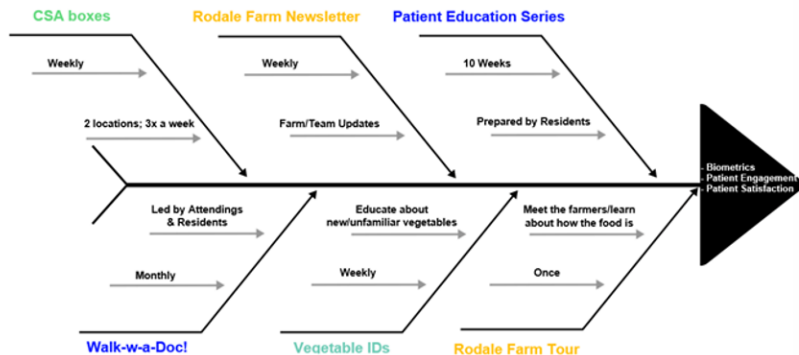 CSA boxes
Rodale Farm Newsletter
Patient Education Series
Weekly
Weekly
10 Weeks
2 locations; 3x a week
Farm/Team Updates
Prepared by Residents
- Biometrics
- Patient Engagement
- Patient Satisfaction
Led by Attendings
& Residents
Educate about
new/unfamiliar vegetables
Meet the farmers/learn
about how the food is
Monthly
Weekly
Once
Walk-w-a-Doc!
Vegetable IDs
Rodale Farm Tour